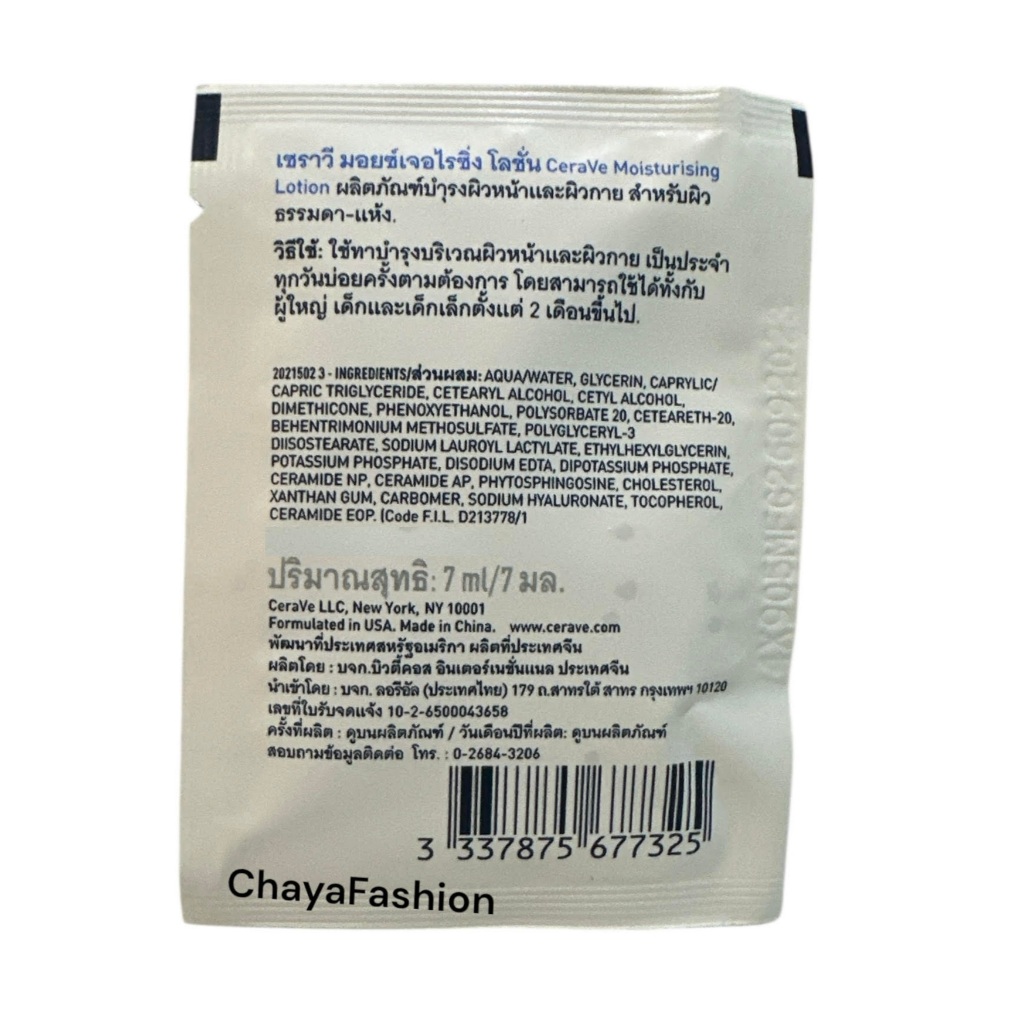 เซราวี มอยซ์เจอไรซิ่ง โลชั่น CeraVe Moisturising
Lotion ผลิตภัณฑ์บำรุงผิวหน้าและผิวกาย สำหรับผิว
ธรรมดา-แห้ง.
วิธีใช้: ใช้ทาบำรุงบริเวณผิวหน้าและผิวกาย เป็นประจำ
ทุกวันบ่อยครั้งตามต้องการ โดยสามารถใช้ได้ทั้งกับ
ผู้ใหญ่ เด็กและเด็กเล็กตั้งแต่ 2 เดือนขึ้นไป.
2021502 3 - INGREDIENTS/ส่วนผสม: AQUA/WATER, GLYCERIN, CAPRYLIC/
CAPRIC TRIGLYCERIDE, CETEARYL ALCOHOL, CETYL ALCOHOL,
DIMETHICONE, PHENOXYETHANOL, POLYSORBATE 20, CETEARETH-20,
BEHENTRIMONIUM METHOSULFATE, POLYGLYCERYL-3
DIISOSTEARATE, SODIUM LAUROYL LACTYLATE, ETHYLHEXYLGLYCERIN,
POTASSIUM PHOSPHATE, DISODIUM EDTA, DIPOTASSIUM PHOSPHATE,
CERAMIDE NP, CERAMIDE AP, PHYTOSPHINGOSINE, CHOLESTEROL,
XANTHAN GUM, CARBOMER, SODIUM HYALURONATE, TOCOPHEROL,
CERAMIDE EOP. (Code F.I.L. D213778/1
ปริมาณสุทธิ: 7 ml/7 มล.
CeraVe LLC, New York, NY 10001
Formulated in USA. Made in China. www.cerave.com
พัฒนาที่ประเทศสหรัฐอเมริกา ผลิตที่ประเทศจีน
ผลิตโดย : บจก.บิวตี้คอส อินเตอร์เนชั่นแนล ประเทศจีน
นำเข้าโดย : บจก. ลอรีอัล (ประเทศไทย) 179 ถ.สาทรใต้ สาทร กรุงเทพฯ 10120
เลขที่ใบรับจดแจ้ง 10-2-6500043658
ครั้งที่ผลิต : ดูบนผลิตภัณฑ์ / วันเดือนปีที่ผลิต: ดูบนผลิตภัณฑ์
สอบถามข้อมูลติดต่อ โทร. : 0-2684-3206
3 337875 677325
ChayaFashion